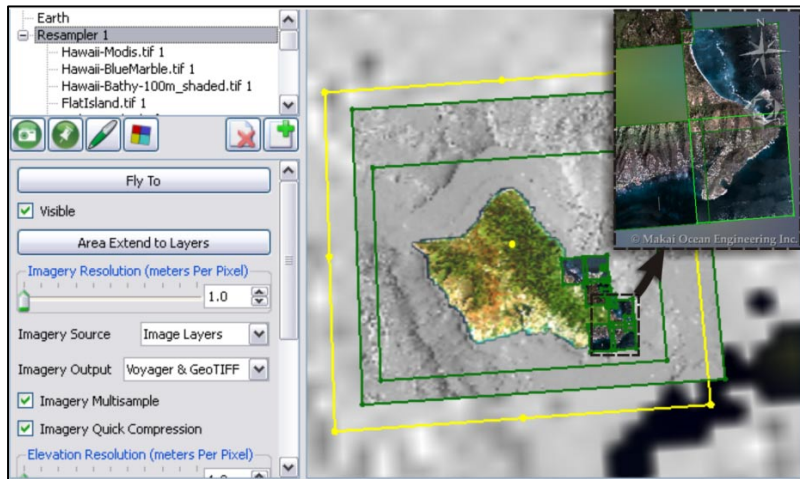 Earth
Resampler 1
Hawaii-Modis.tif 1
Hawaii-BlueMarble.tif 1
Hawaii-Bathy-100m_shaded.tif 1
FlatIsland.tif 1
Fly To
Visible
Area Extend to Layers
Imagery Resolution (meters Per Pixel)
1.0
Imagery Source Image Layers
Imagery Output Voyager & GeoTIFF
Imagery Multisample
Imagery Quick Compression
Elevation Resolution (meters Per Pixel)
N
© Makai Ocean Engineering Inc.